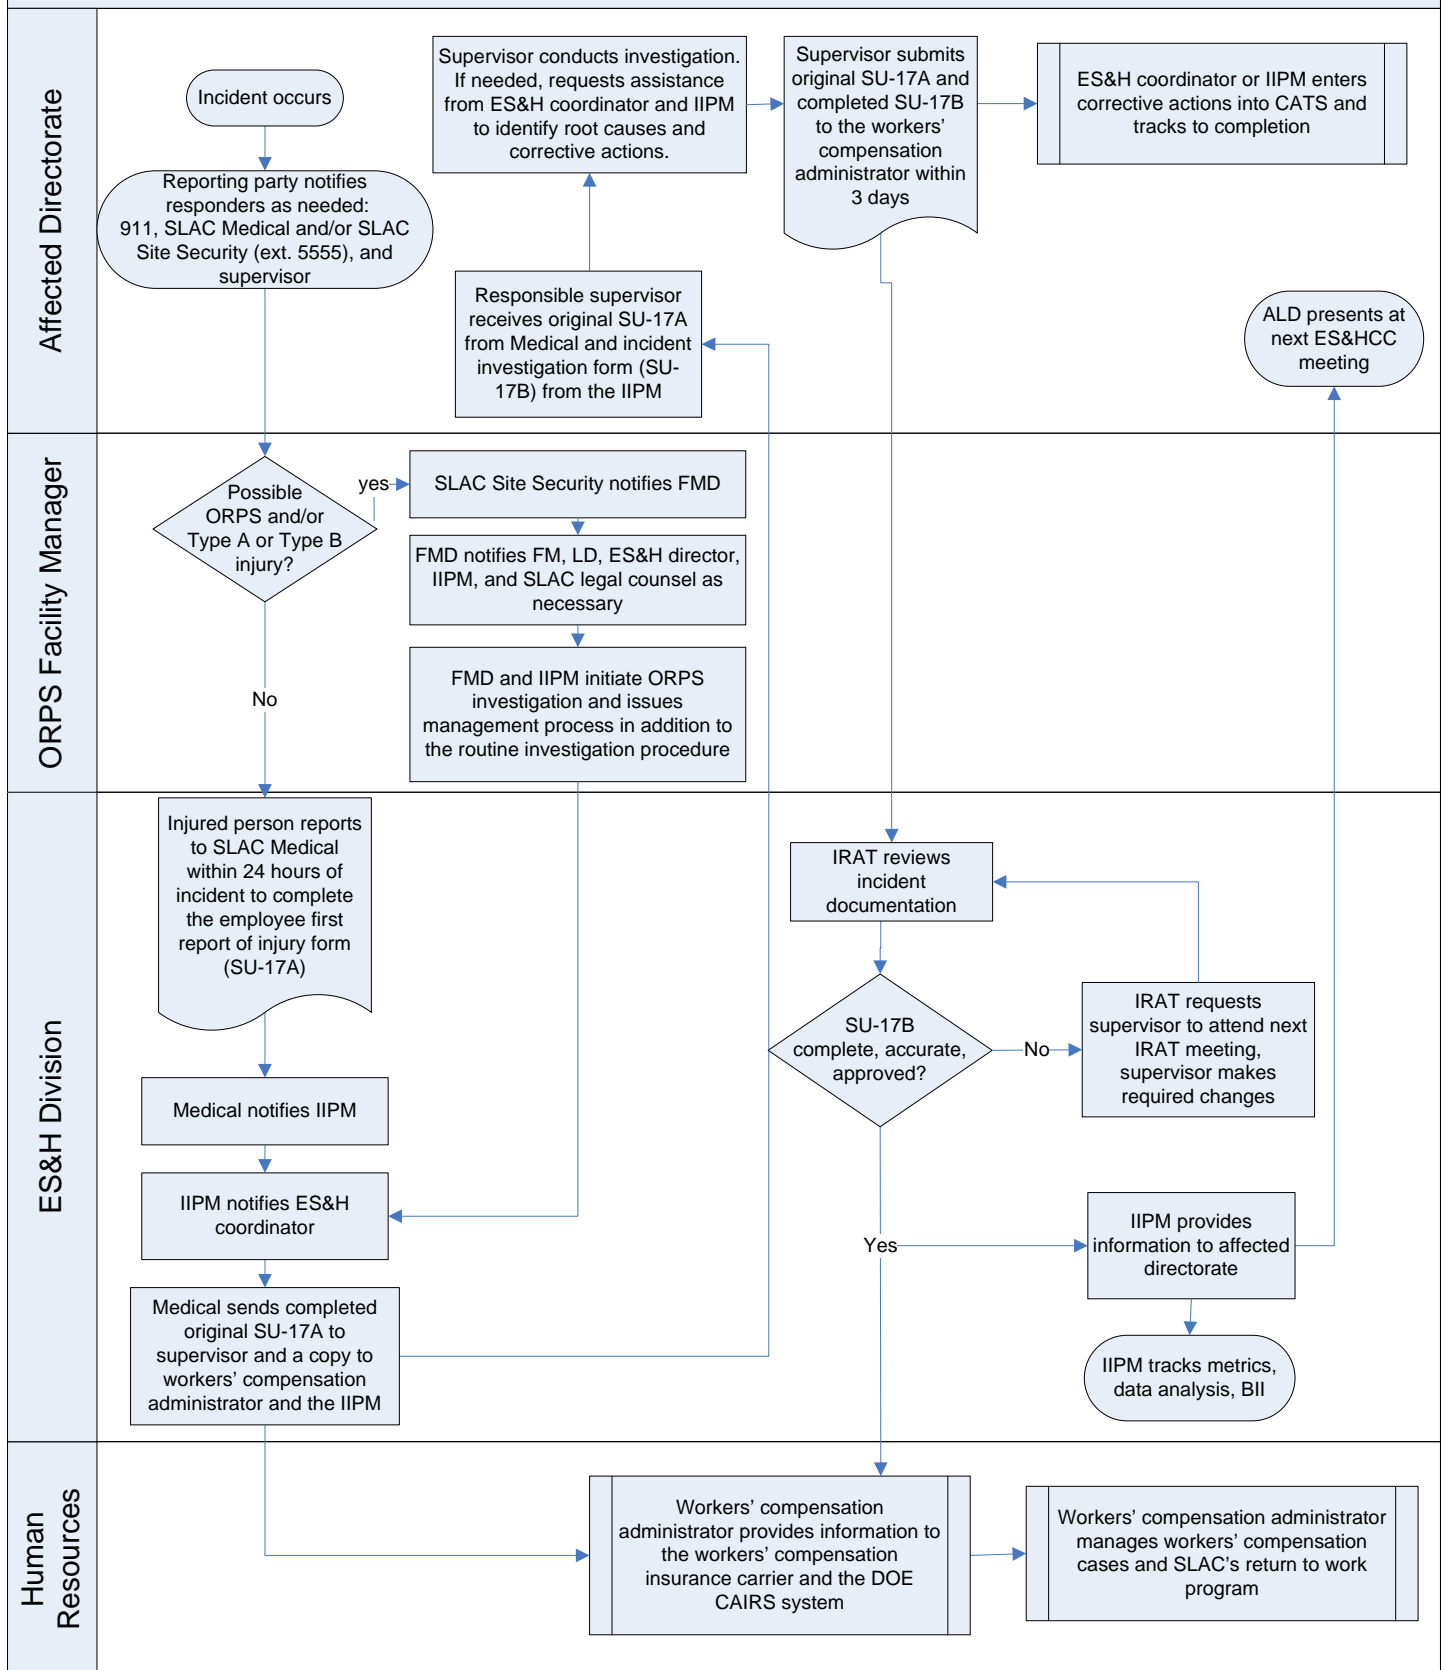 Affected Directorate
Incident occurs
Reporting party notifies
responders as needed:
911, SLAC Medical and/or SLAC
Site Security (ext. 5555), and
supervisor
Supervisor conducts investigation.
If needed, requests assistance
from ES&H coordinator and IIPM
to identify root causes and
corrective actions.
Supervisor submits
original SU-17A and
completed SU-17B
to the workers’
compensation
administrator within
3 days
ES&H coordinator or IIPM enters
corrective actions into CATS and
tracks to completion
Responsible supervisor
receives original SU-17A
from Medical and incident
investigation form (SU-
17B) from the IIPM
ALD presents at
next ES&HCC
meeting
ORPS Facility Manager
Possible
ORPS and/or
Type A or Type B
injury?
yes
No
SLAC Site Security notifies FMD
FMD notifies FM, LD, ES&H director,
IIPM, and SLAC legal counsel as
necessary
FMD and IIPM initiate ORPS
investigation and issues
management process in addition to
the routine investigation procedure
ES&H Division
Injured person reports
to SLAC Medical
within 24 hours of
incident to complete
the employee first
report of injury form
(SU-17A)
Medical notifies IIPM
IIPM notifies ES&H
coordinator
Medical sends completed
original SU-17A to
supervisor and a copy to
workers’ compensation
administrator and the IIPM
IRAT reviews
incident
documentation
SU-17B
complete, accurate,
approved?
No
IRAT requests
supervisor to attend next
IRAT meeting,
supervisor makes
required changes
Yes
IIPM provides
information to affected
directorate
IIPM tracks metrics,
data analysis, BII
Human
Resources
Workers’ compensation
administrator provides information to
the workers’ compensation
insurance carrier and the DOE
CAIRS system
Workers’ compensation administrator
manages workers’ compensation
cases and SLAC’s return to work
program